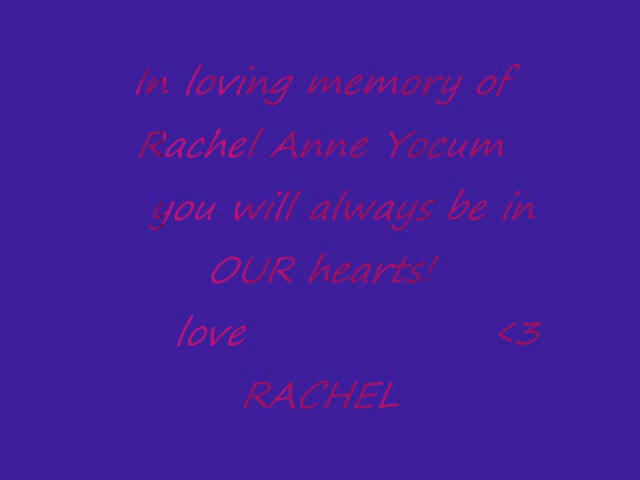 In loving memory of
Rachel Anne Yocum
you will always be in
OUR hearts!
love <3
RACHEL